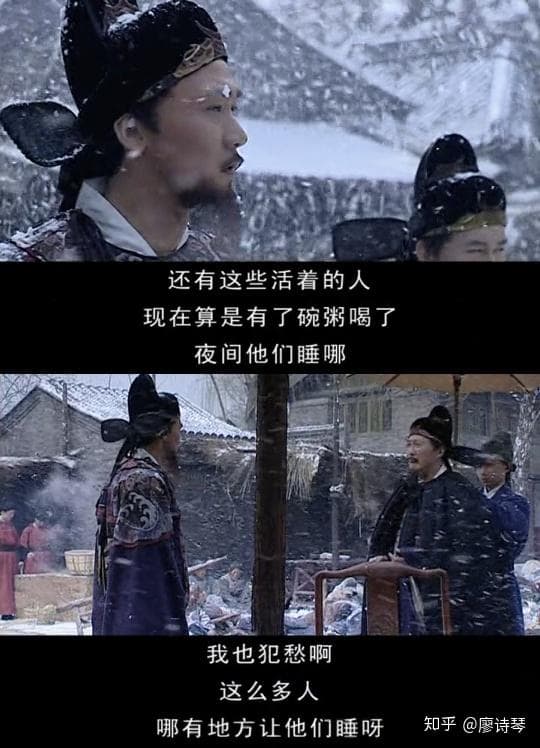 还有这些活着的人
现在算是有了碗粥喝了
夜间他们睡哪
我也犯愁啊
这么多人
哪有地方让他们睡呀
知乎 @廖诗琴